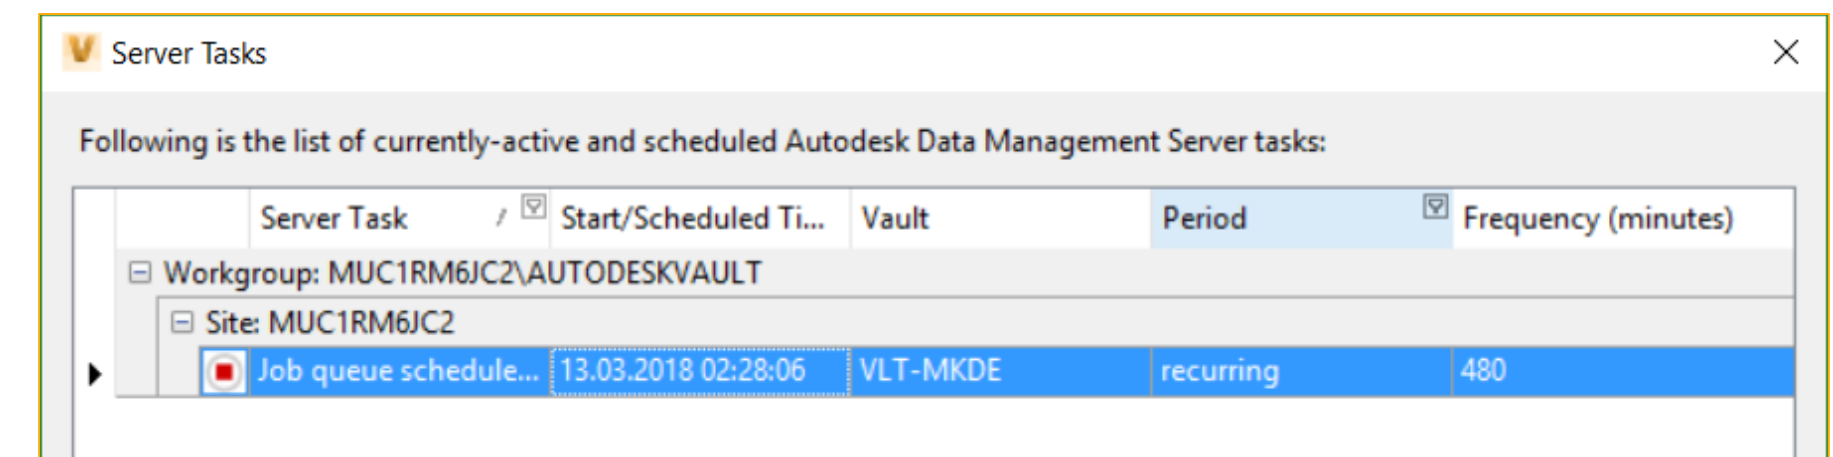 Server Tasks
Following is the list of currently-active and scheduled Autodesk Data Management Server tasks:
Server Task Start/Scheduled Ti... Vault Period Frequency (minutes)
Workgroup: MUC1RM6JC2\AUTODESKVAULT
Site: MUC1RM6JC2
Job queue schedule... 13.03.2018 02:28:06 VLT-MKDE recurring 480